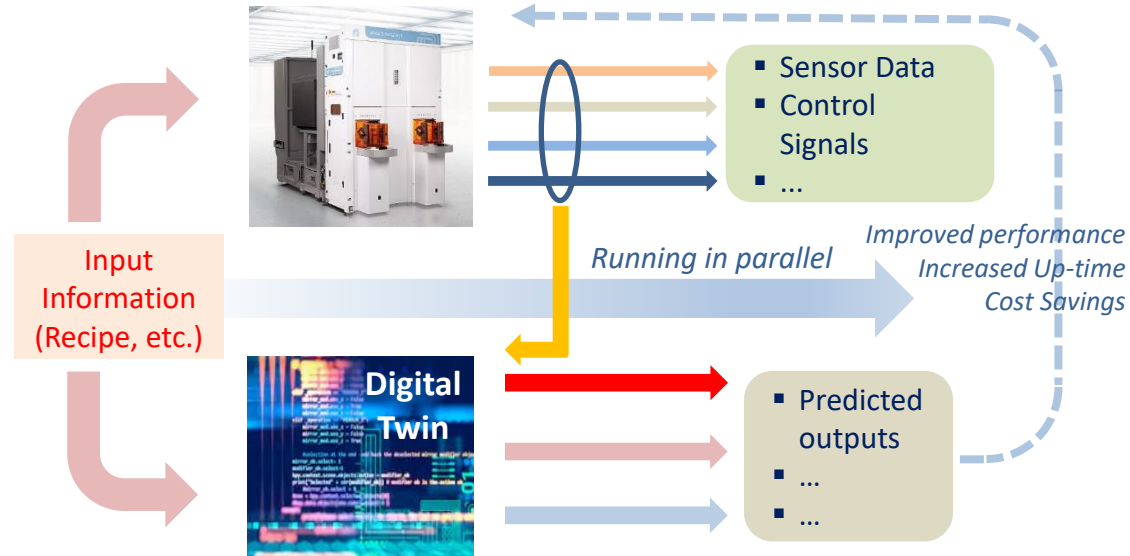 ▪ Sensor Data
▪ Control
Signals
▪ ...
Input
Information
(Recipe, etc.)
Running in parallel
Improved performance
Increased Up-time
Cost Savings
Digital
Twin
▪ Predicted
outputs
▪ ...
▪ ...